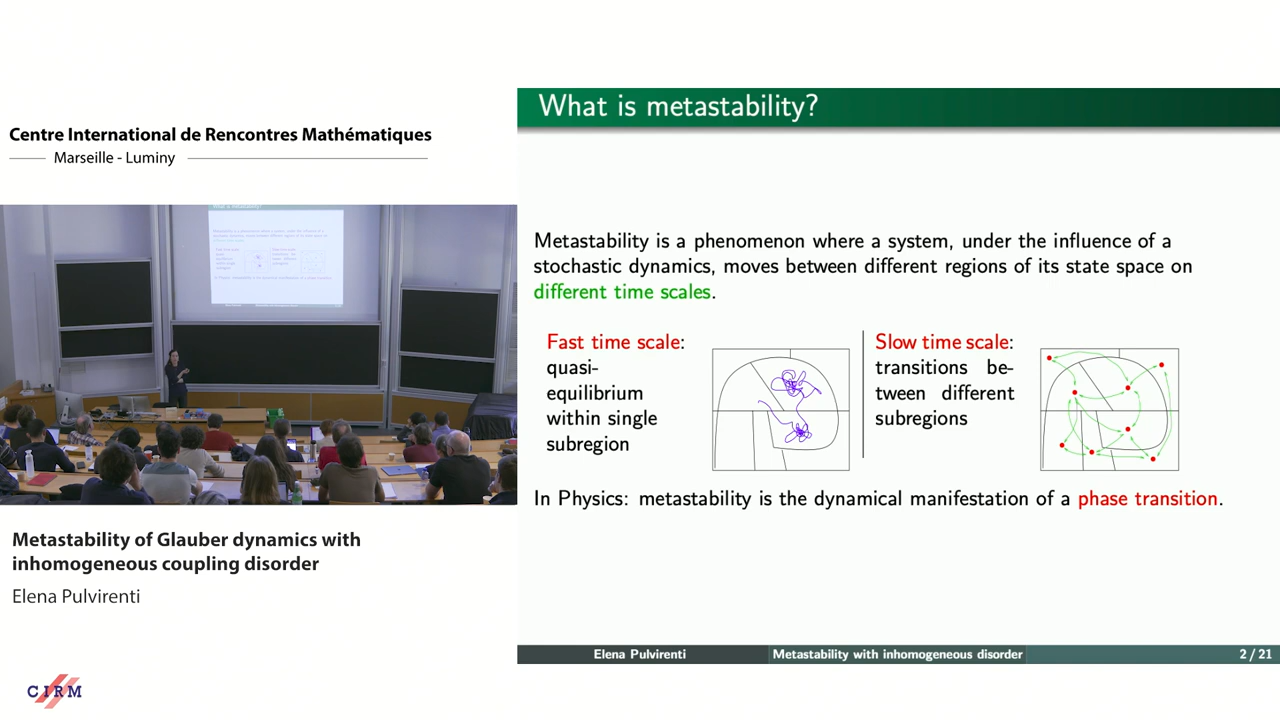 Centre International de Rencontres Mathématiques
Marseille - Luminy
Metastability of Glauber dynamics with
inhomogeneous coupling disorder
Elena Pulvirenti
CIRM
What is metastability?
Metastability is a phenomenon where a system, under the influence of a
stochastic dynamics, moves between different regions of its state space on
different time scales.
Fast time scale:
quasi-
equilibrium
within single
subregion
Slow time scale:
transitions be-
tween different
subregions
In Physics: metastability is the dynamical manifestation of a phase transition.
Elena Pulvirenti
Metastability with inhomogeneous disorder
2 / 21